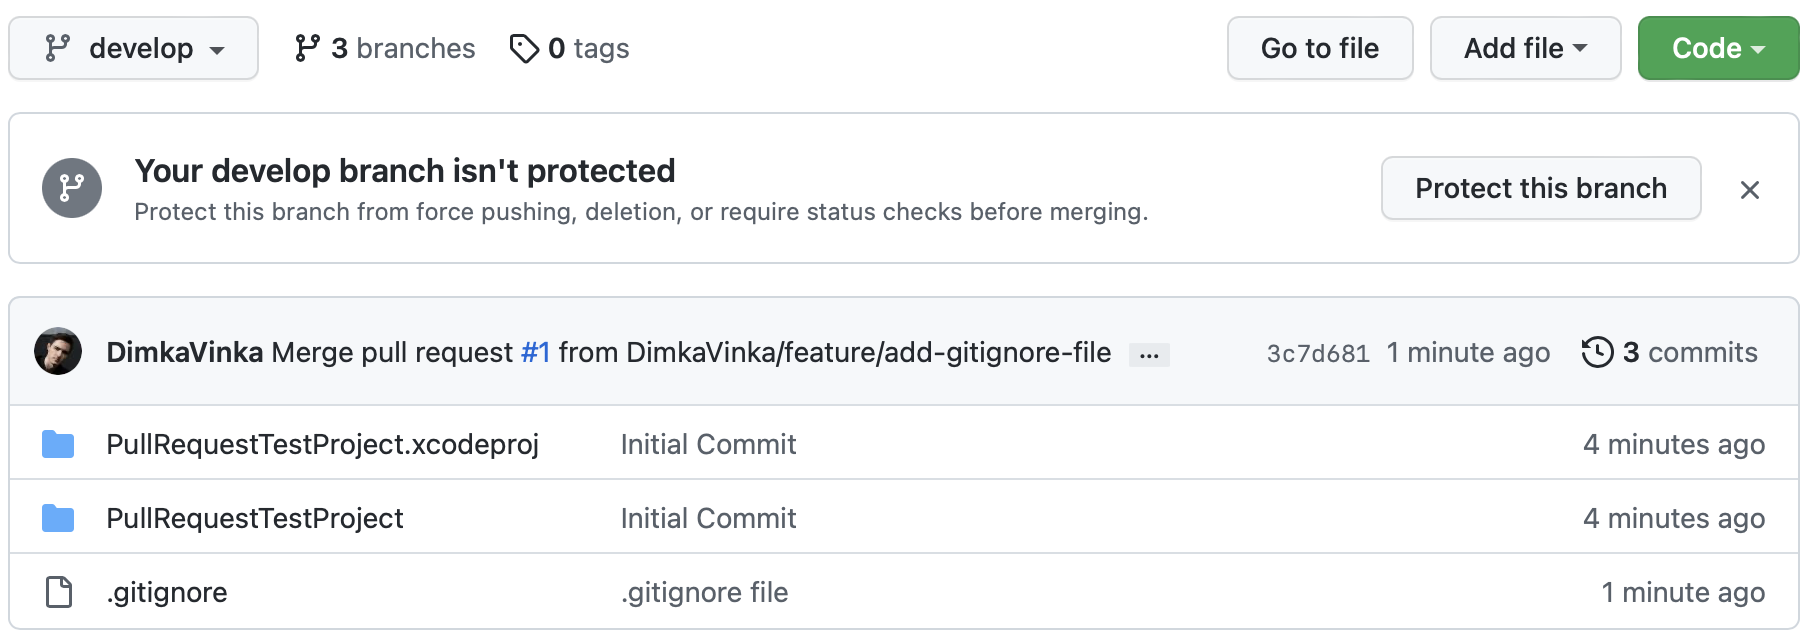 develop 3 branches 0 tags Go to file Add file Code
Your develop branch isn't protected
Protect this branch from force pushing, deletion, or require status checks before merging.
Protect this branch
DimkaVinka Merge pull request #1 from DimkaVinka/feature/add-gitignore-file ... 3c7d681 1 minute ago 3 commits
PullRequestTestProject.xcodeproj Initial Commit 4 minutes ago
PullRequestTestProject Initial Commit 4 minutes ago
.gitignore .gitignore file 1 minute ago